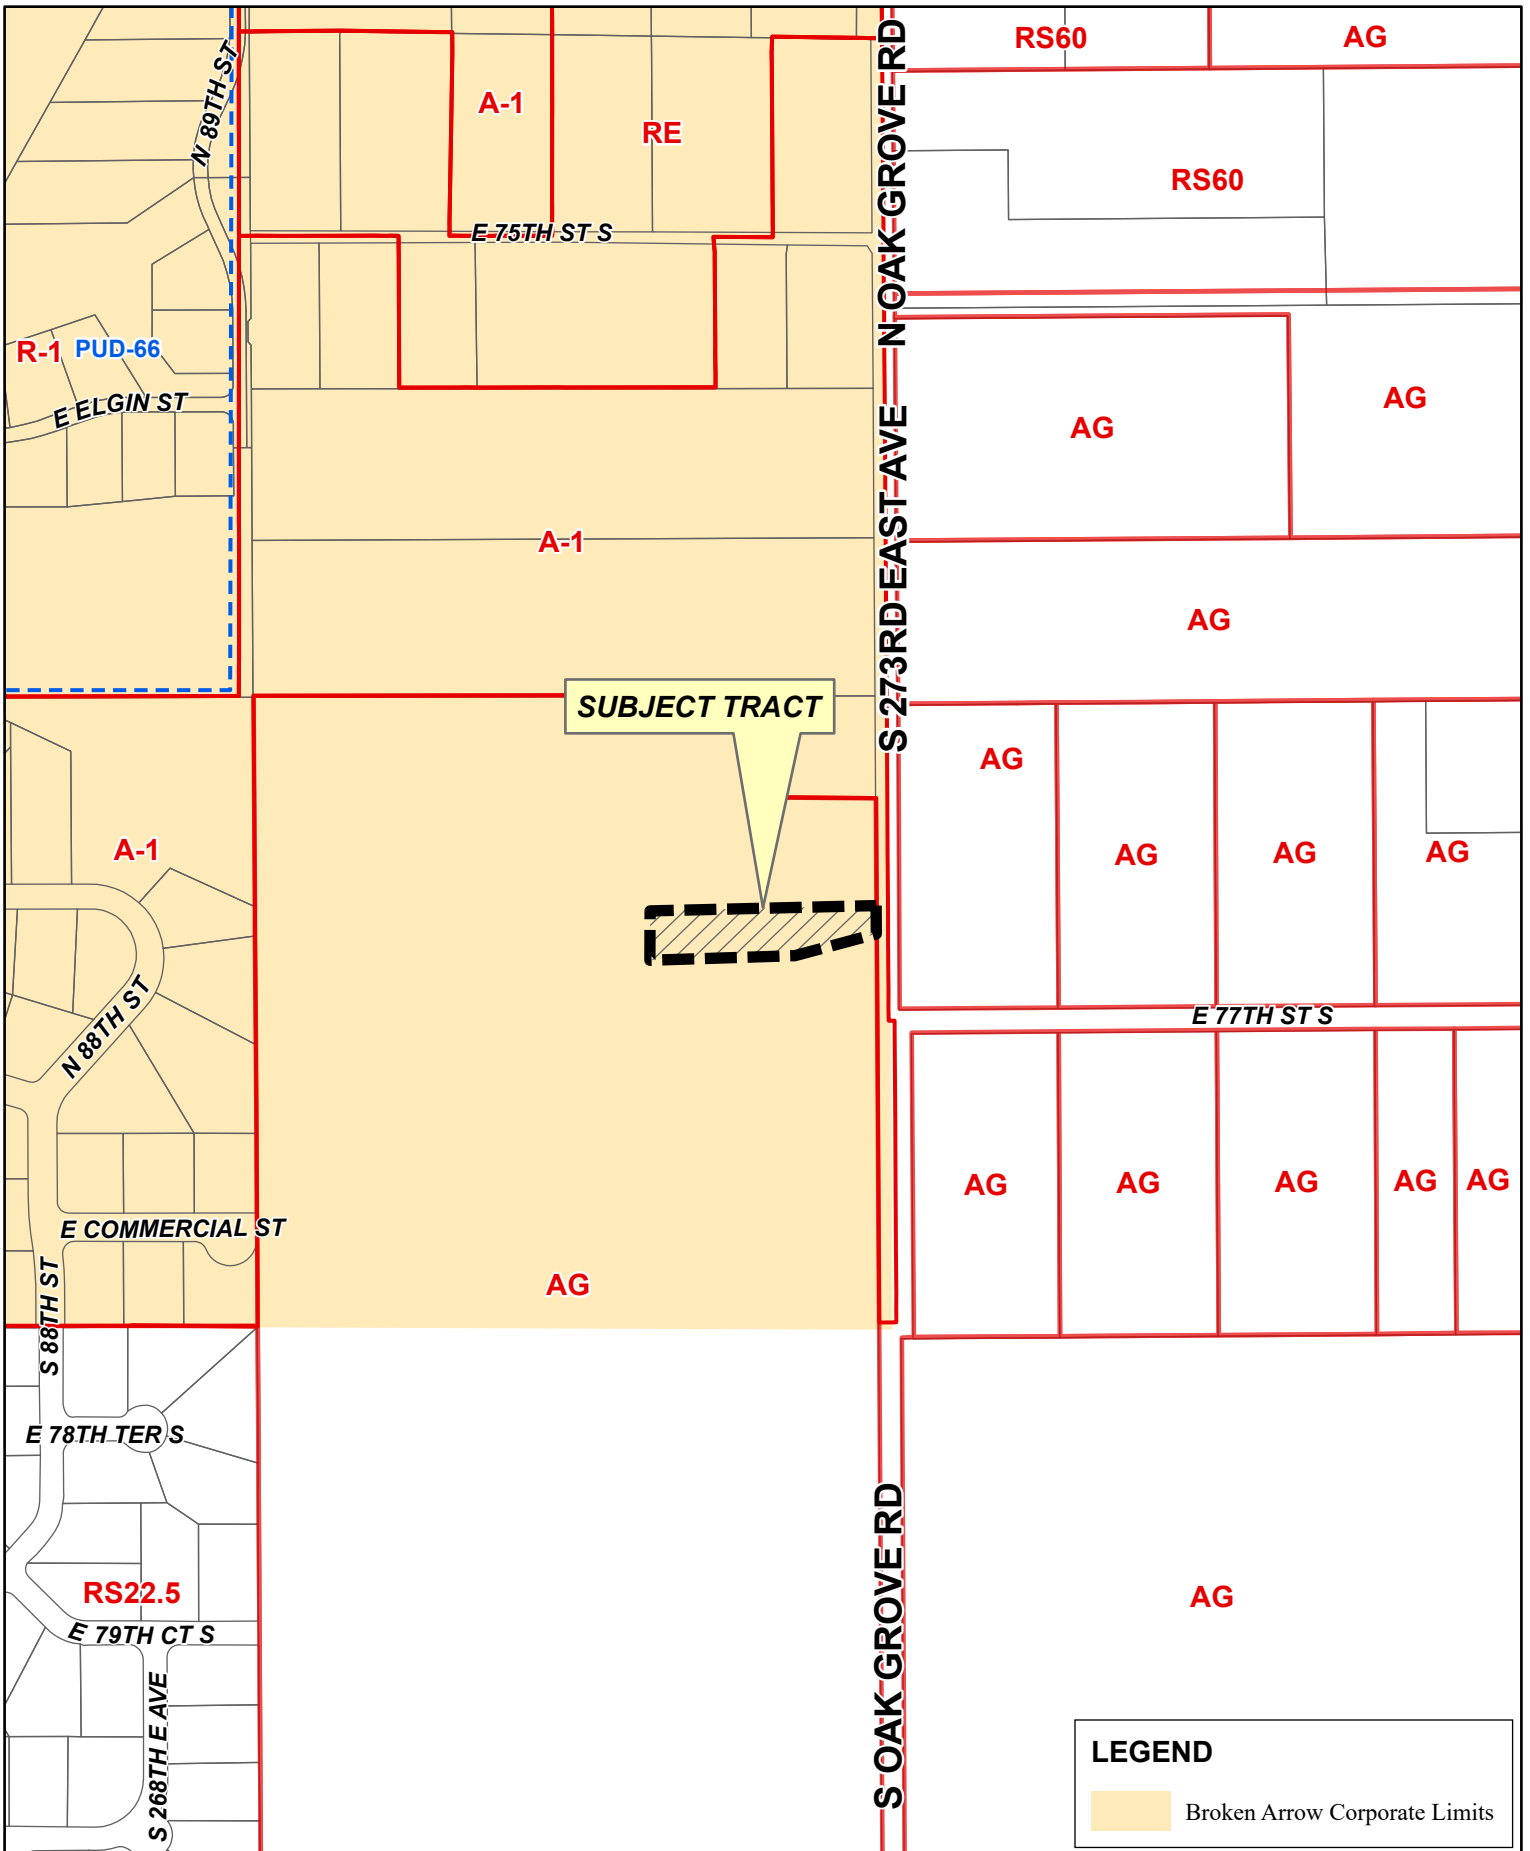 RS60
AG
N 89TH ST
A-1
RE
N OAK GROVE RD
RS60
E 75TH ST S
R-1
PUD-66
E ELGIN ST
AG
AG
S 273RD EAST AVE
A-1
AG
SUBJECT TRACT
AG
A-1
AG
AG
AG
N 88TH ST
E 77TH ST S
AG
AG
AG
AG
AG
E COMMERCIAL ST
AG
S 88TH ST
E 78TH TER S
S OAK GROVE RD
RS22.5
AG
E 79TH CT S
S 268TH E AVE
LEGEND
Broken Arrow Corporate Limits